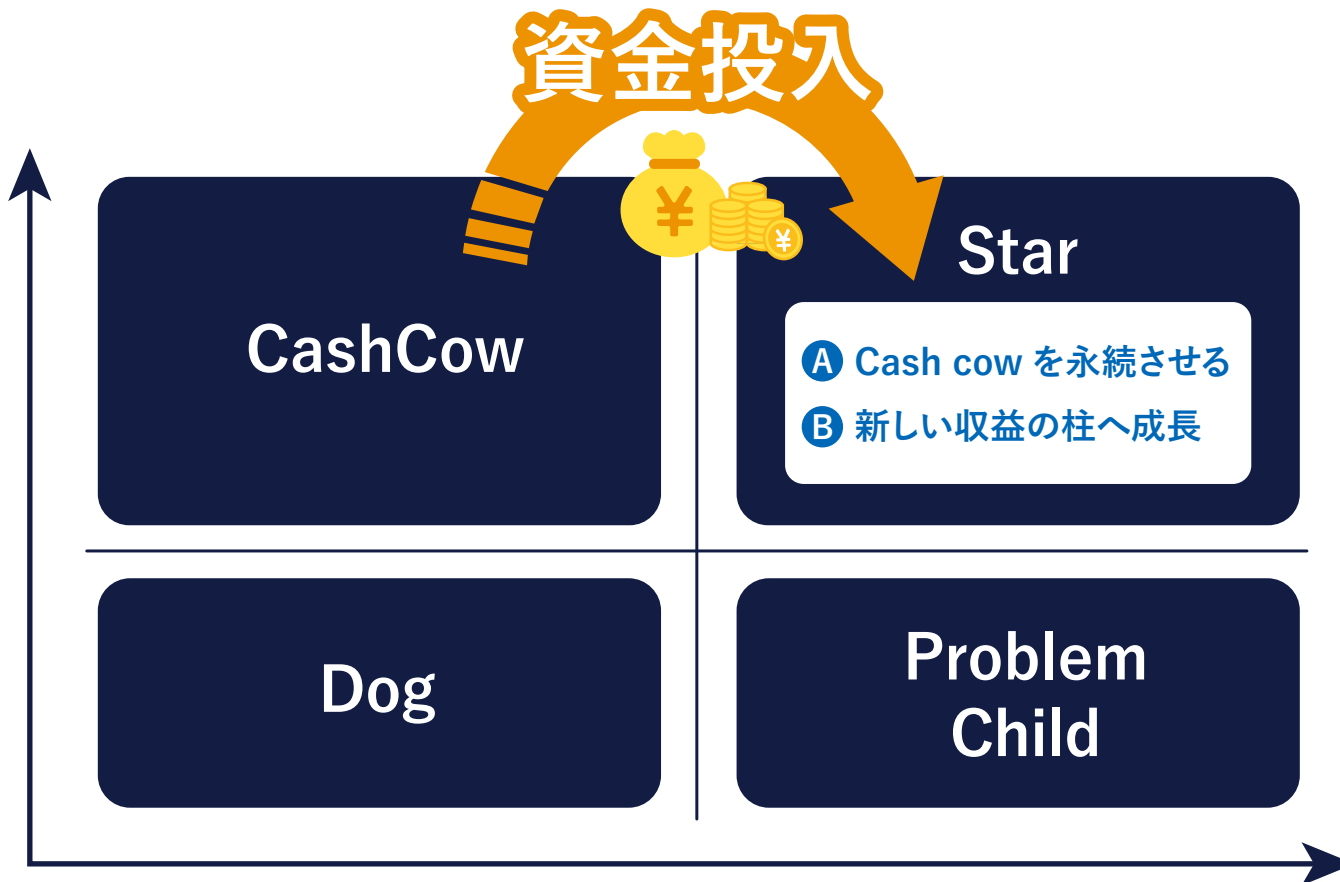 資金投入
¥
¥
CashCow
Star
A Cash cow を永続させる
B 新しい収益の柱へ成長
Dog
Problem
Child